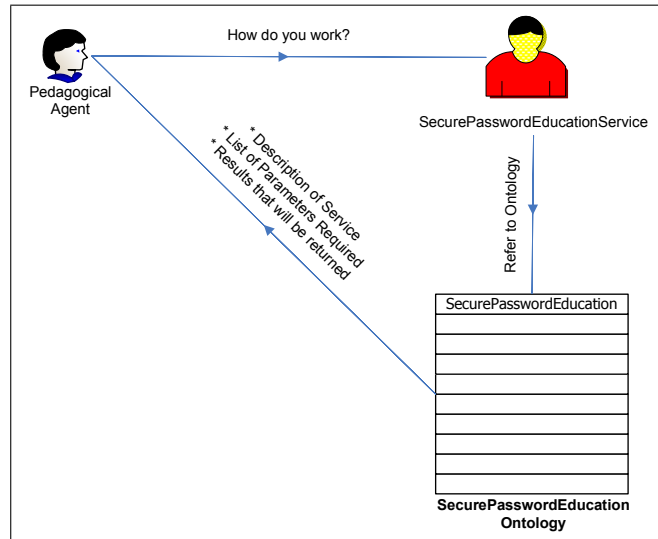 How do you work?
Pedagogical
Agent
SecurePasswordEducationService
* Description of Service
* List of Parameters Required
* Results that will be returned
Refer to Ontology
SecurePasswordEducation
SecurePasswordEducation
Ontology